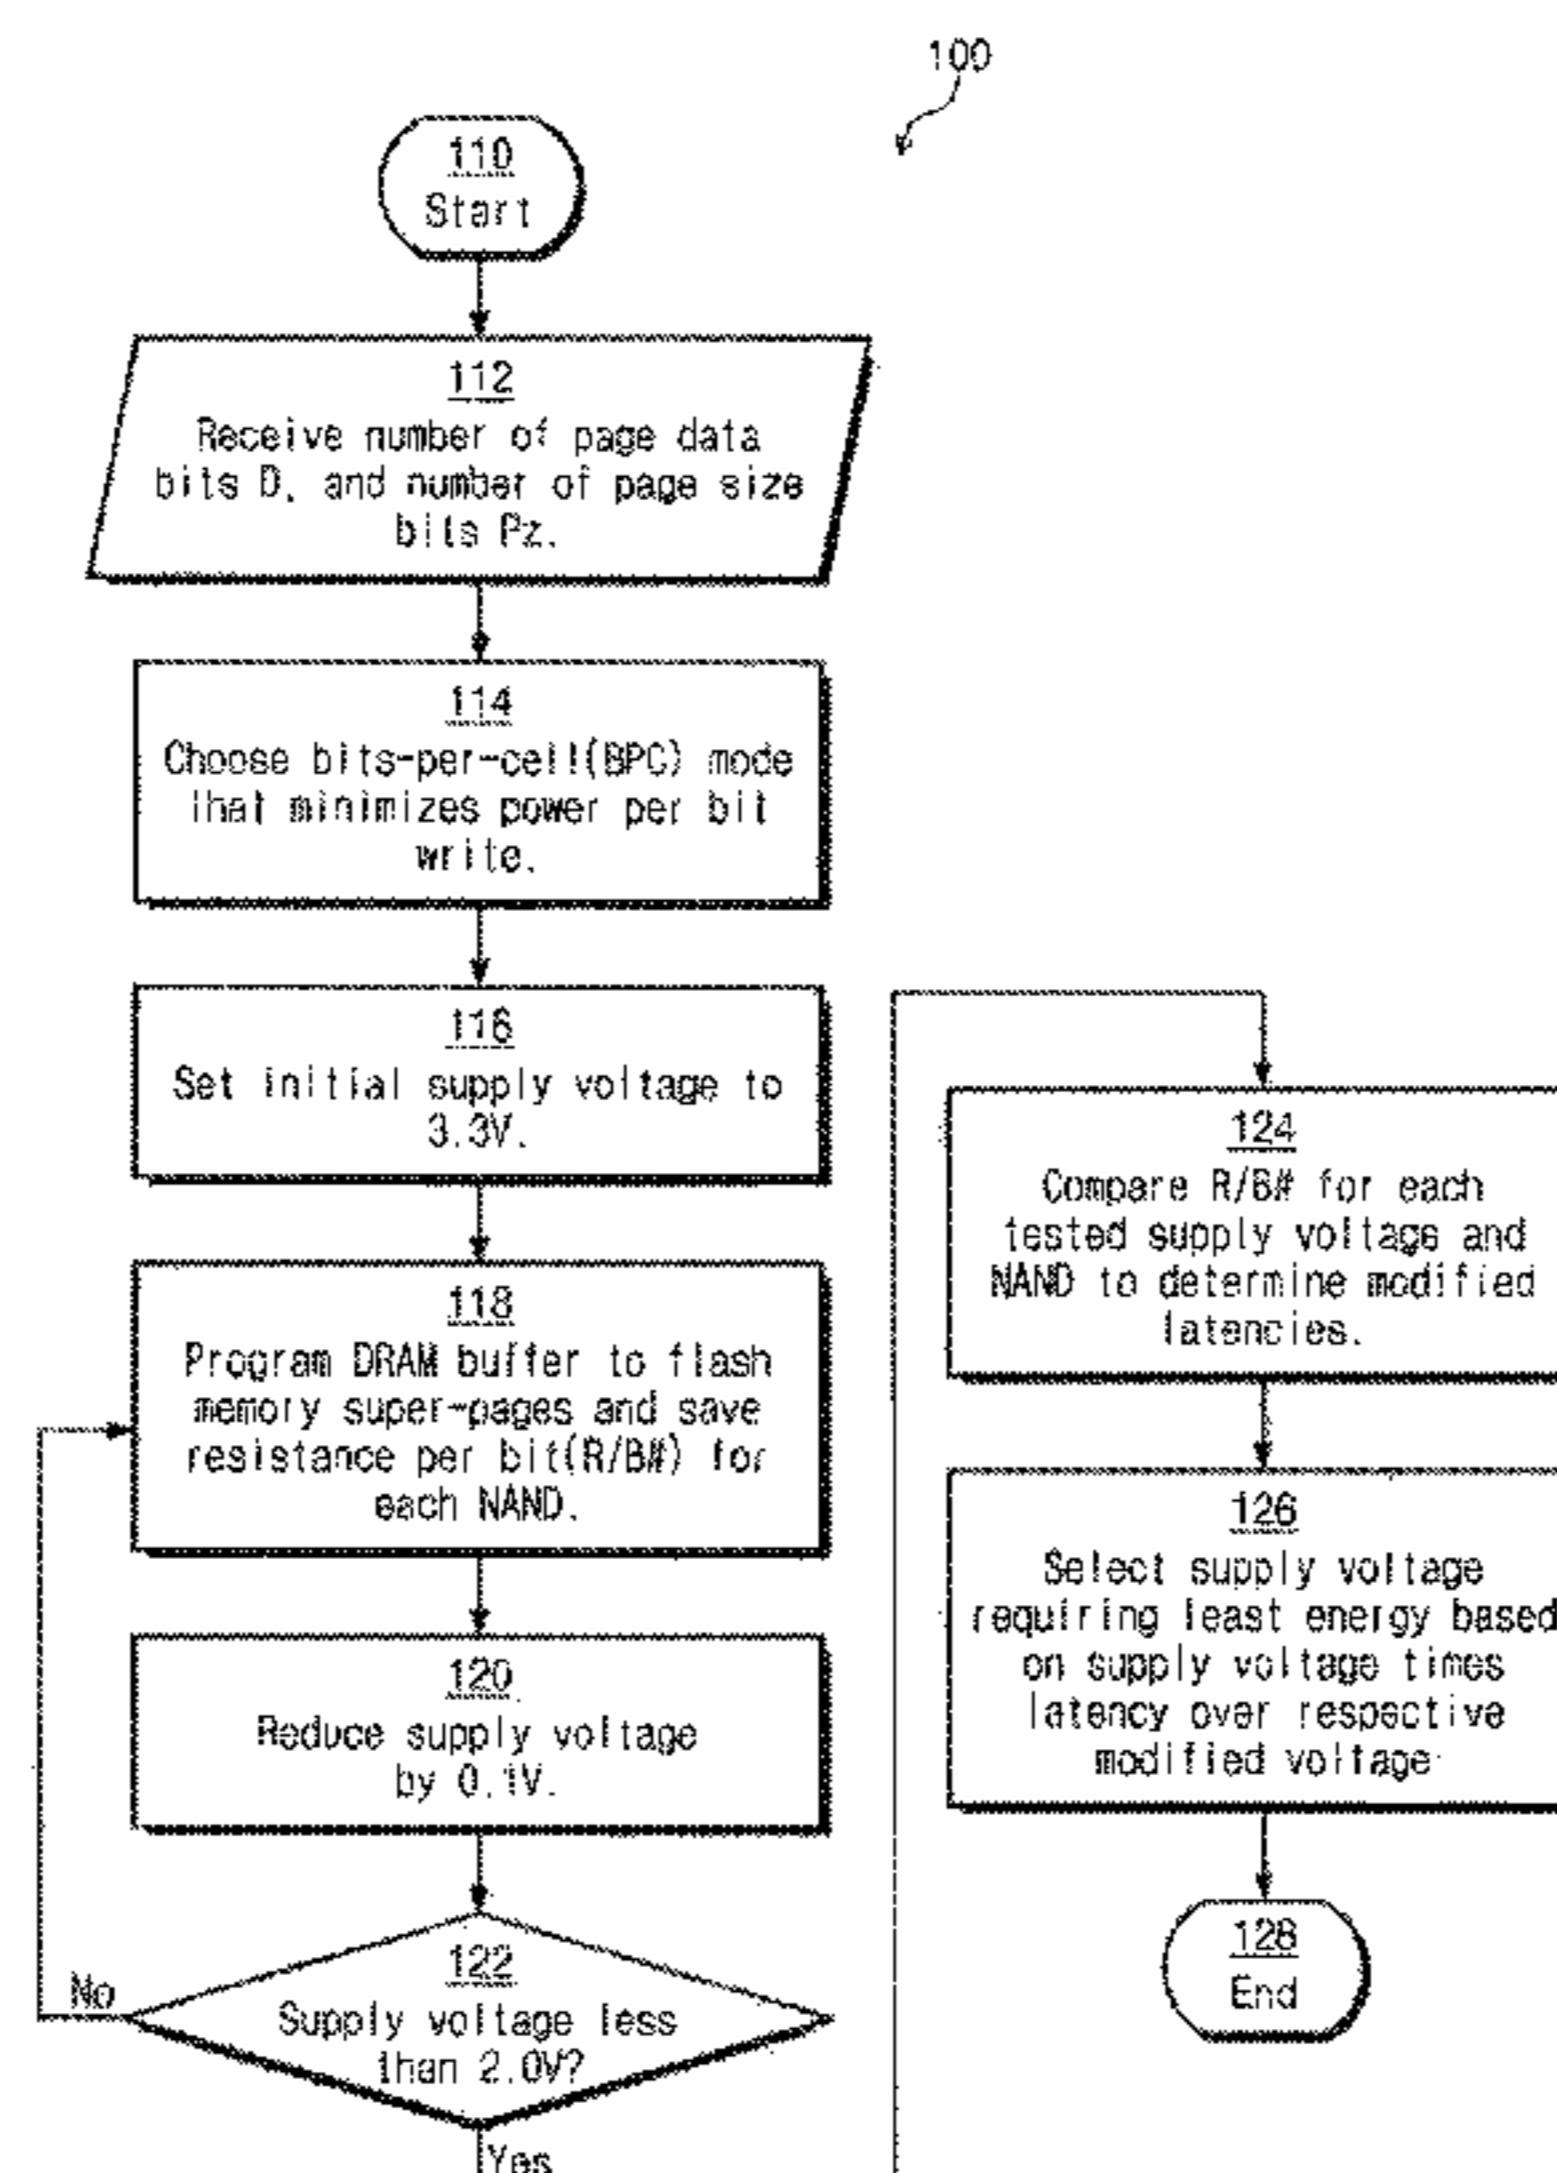 100
110
Start
112
Receive number of page data
bits D, and number of page size
bits Pz.
114
Choose bits-per-cell(BPC) mode
that minimizes power per bit
write.
116
Set initial supply voltage to
3.3V.
118
Program DRAM buffer to flash
memory super-pages and save
resistance per bit(R/B#) for
each NAND.
120
Reduce supply voltage
by 0.1V.
122
Supply voltage less
than 2.0V?
No
Yes
124
Compare R/B# for each
tested supply voltage and
NAND to determine modified
latencies.
126
Select supply voltage
requiring least energy based
on supply voltage times
latency over respective
modified voltage
128
End